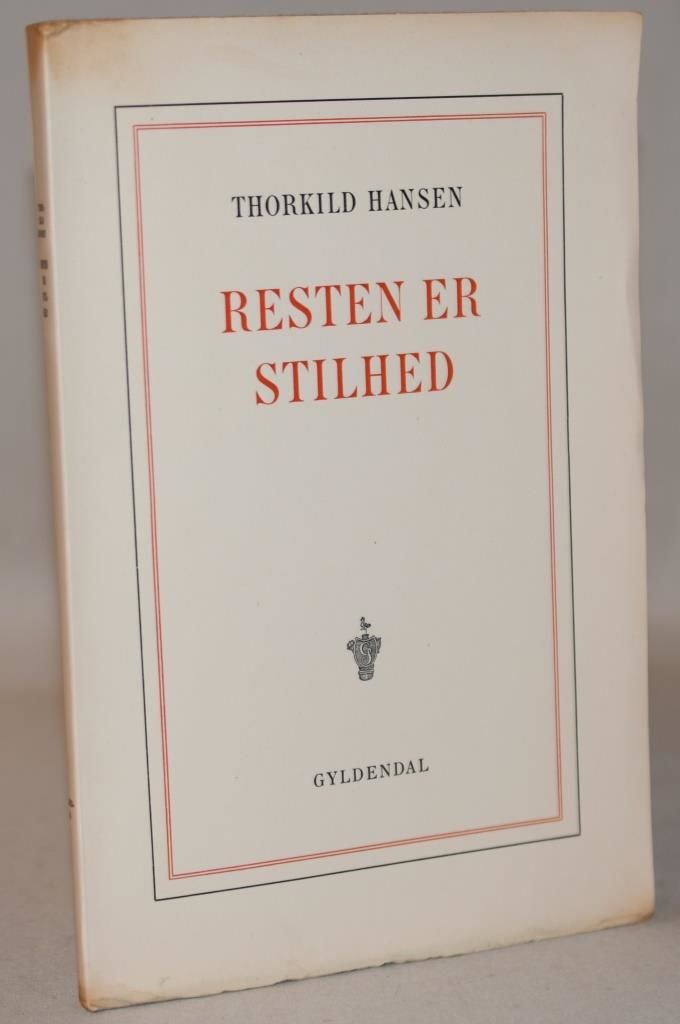 THORKILD HANSEN
RESTEN ER
STILHED
GYLDENDAL